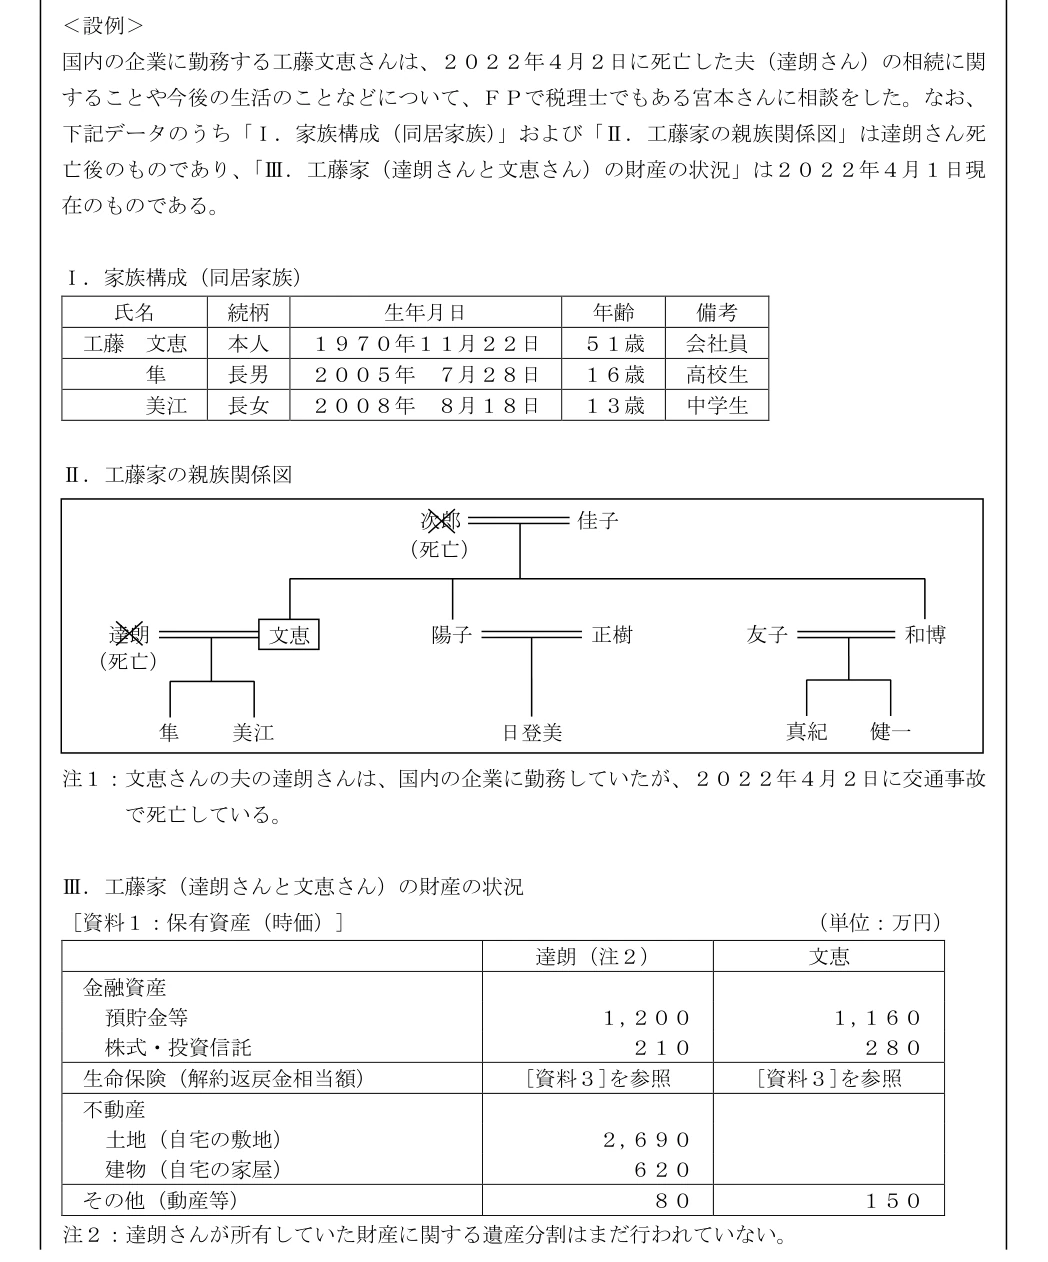 ＜設例＞
国内の企業に勤務する工藤文恵さんは、２０２２年４月２日に死亡した夫（達朗さん）の相続に関
することや今後の生活のことなどについて、ＦＰで税理士でもある宮本さんに相談をした。なお、
下記データのうち「Ⅰ．家族構成（同居家族）」および「Ⅱ．工藤家の親族関係図」は達朗さん死
亡後のものであり、「Ⅲ．工藤家（達朗さんと文恵さん）の財産の状況」は２０２２年４月１日現
在のものである。
Ⅰ．家族構成（同居家族）
氏名 続柄 生年月日 年齢 備考
工藤　文恵 本人 １９７０年１１月２２日 ５１歳 会社員
隼 長男 ２００５年　７月２８日 １６歳 高校生
美江 長女 ２００８年　８月１８日 １３歳 中学生
Ⅱ．工藤家の親族関係図
次郎 佳子
（死亡）
達朗 文恵 陽子 正樹 友子 和博
（死亡）
隼 美江 日登美 真紀 健一
注１：文恵さんの夫の達朗さんは、国内の企業に勤務していたが、２０２２年４月２日に交通事故
で死亡している。
Ⅲ．工藤家（達朗さんと文恵さん）の財産の状況
［資料１：保有資産（時価）］ （単位：万円）
達朗（注２） 文恵
金融資産
預貯金等 １,２００ １,１６０
株式・投資信託 ２１０ ２８０
生命保険（解約返戻金相当額） ［資料３］を参照 ［資料３］を参照
不動産
土地（自宅の敷地） ２,６９０
建物（自宅の家屋） ６２０
その他（動産等） ８０ １５０
注２：達朗さんが所有していた財産に関する遺産分割はまだ行われていない。